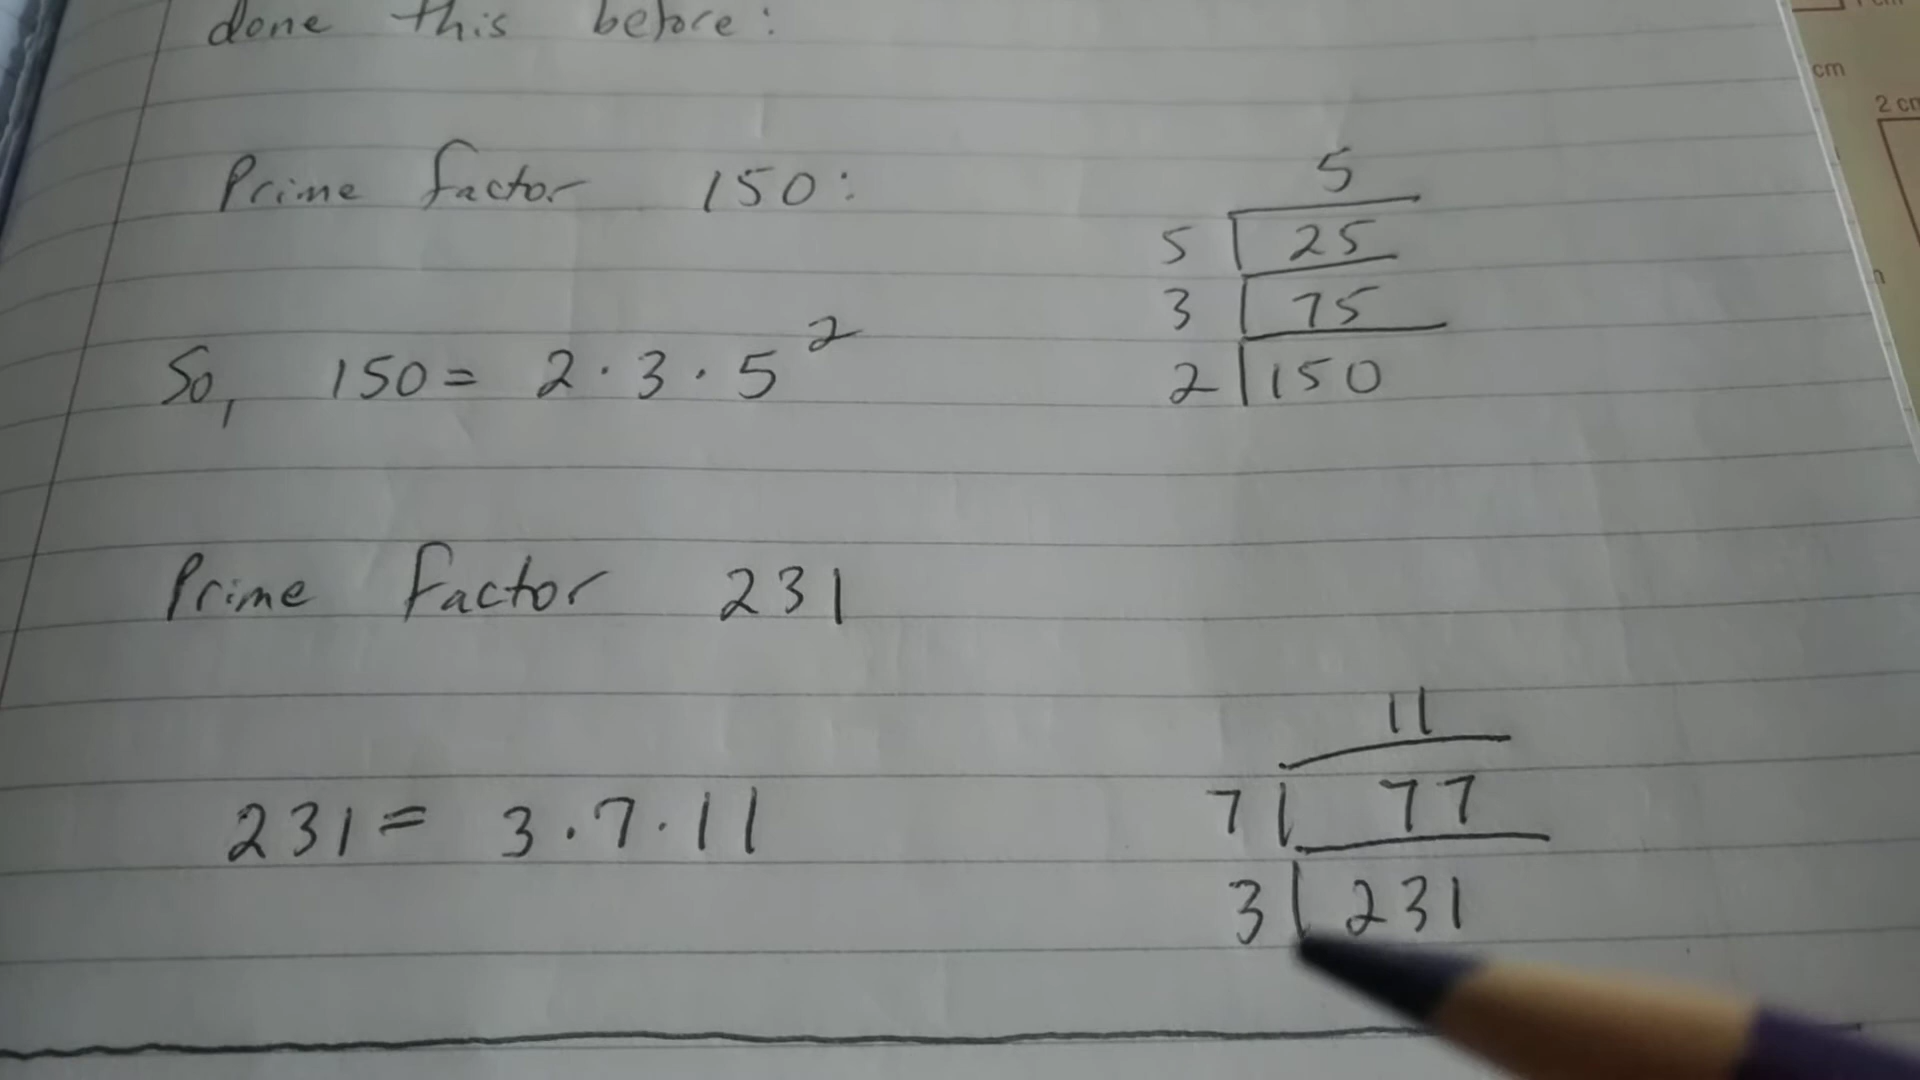 done this before:
Prime factor 150:
5
5 25
3 75
So, 150 = 2 · 3 · 5²
2 150
Prime Factor 231
11
7 77
231 = 3 · 7 · 11
3 231
cm
2 cm